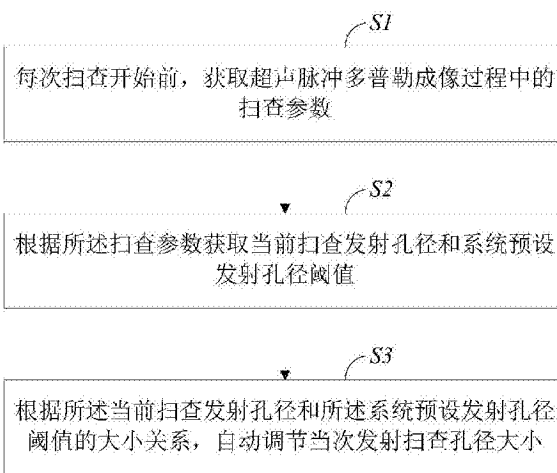 S1
每次扫查开始前，获取超声脉冲多普勒成像过程中的
扫查参数
S2
根据所述扫查参数获取当前扫查发射孔径和系统预设
发射孔径阈值
S3
根据所述当前扫查发射孔径和所述系统预设发射孔径
阈值的大小关系，自动调节当次发射扫查孔径大小